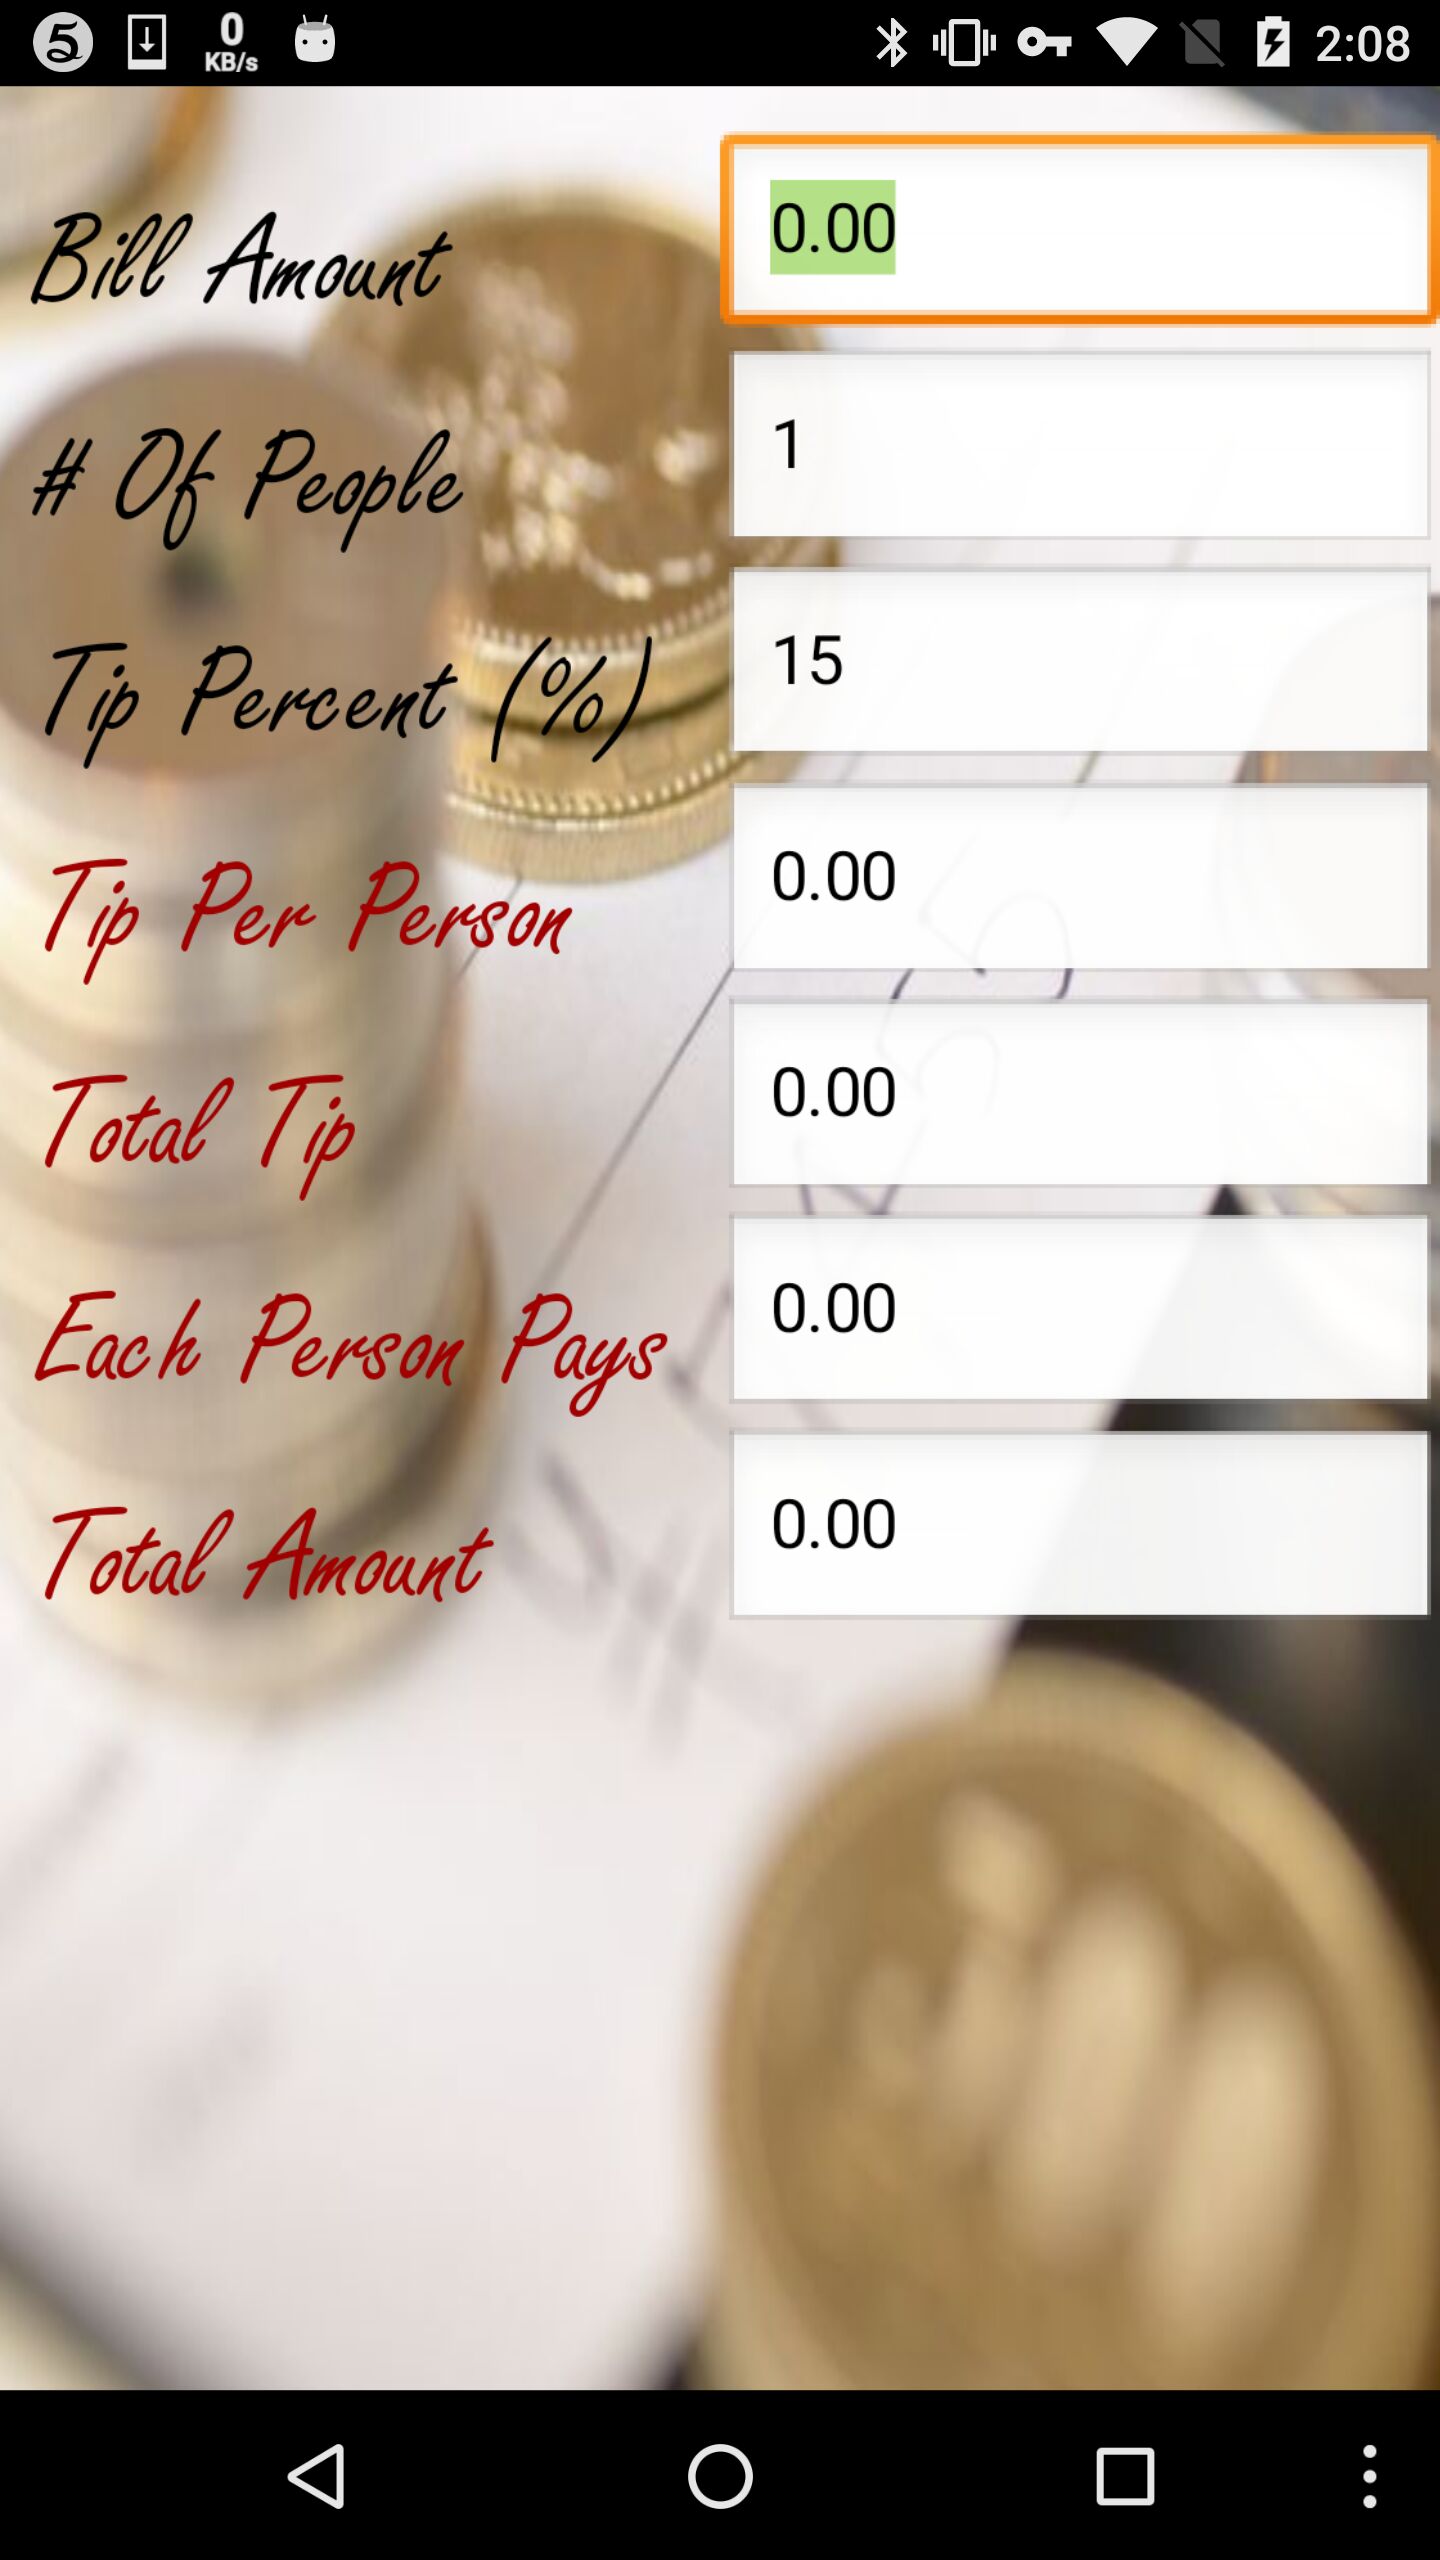 5 0 KB/s 2:08
Bill Amount 0.00
# Of People 1
Tip Percent (%) 15
Tip Per Person 0.00
Total Tip 0.00
Each Person Pays 0.00
Total Amount 0.00